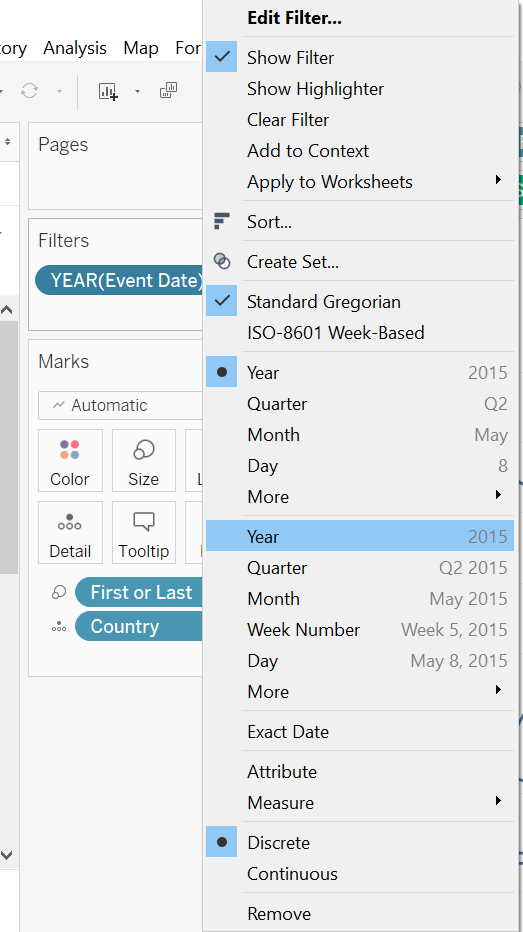 ory Analysis Map For
Pages
Filters
YEAR(Event Date)
Marks
Automatic
Color Size L
Detail Tooltip
First or Last
Country
Edit Filter...
Show Filter
Show Highlighter
Clear Filter
Add to Context
Apply to Worksheets
Sort...
Create Set...
Standard Gregorian
ISO-8601 Week-Based
Year 2015
Quarter Q2
Month May
Day 8
More
Year 2015
Quarter Q2 2015
Month May 2015
Week Number Week 5, 2015
Day May 8, 2015
More
Exact Date
Attribute
Measure
Discrete
Continuous
Remove